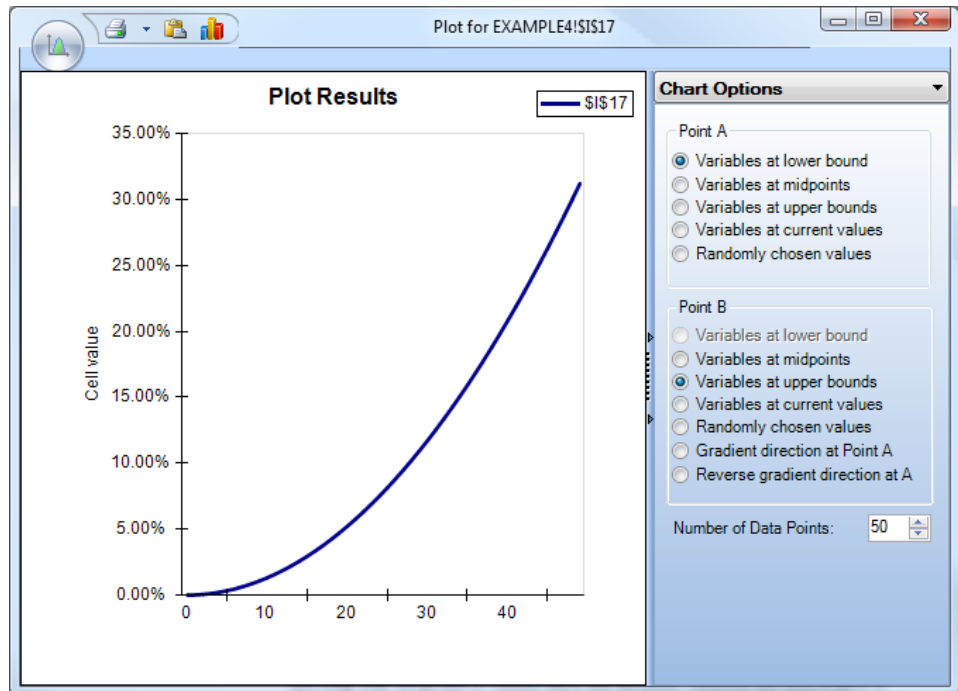 Plot for EXAMPLE4!$I$17
Plot Results
$I$17
35.00%
30.00%
25.00%
20.00%
15.00%
10.00%
5.00%
0.00%
Cell value
0 10 20 30 40
Chart Options
Point A
Variables at lower bound
Variables at midpoints
Variables at upper bounds
Variables at current values
Randomly chosen values
Point B
Variables at lower bound
Variables at midpoints
Variables at upper bounds
Variables at current values
Randomly chosen values
Gradient direction at Point A
Reverse gradient direction at A
Number of Data Points: 50